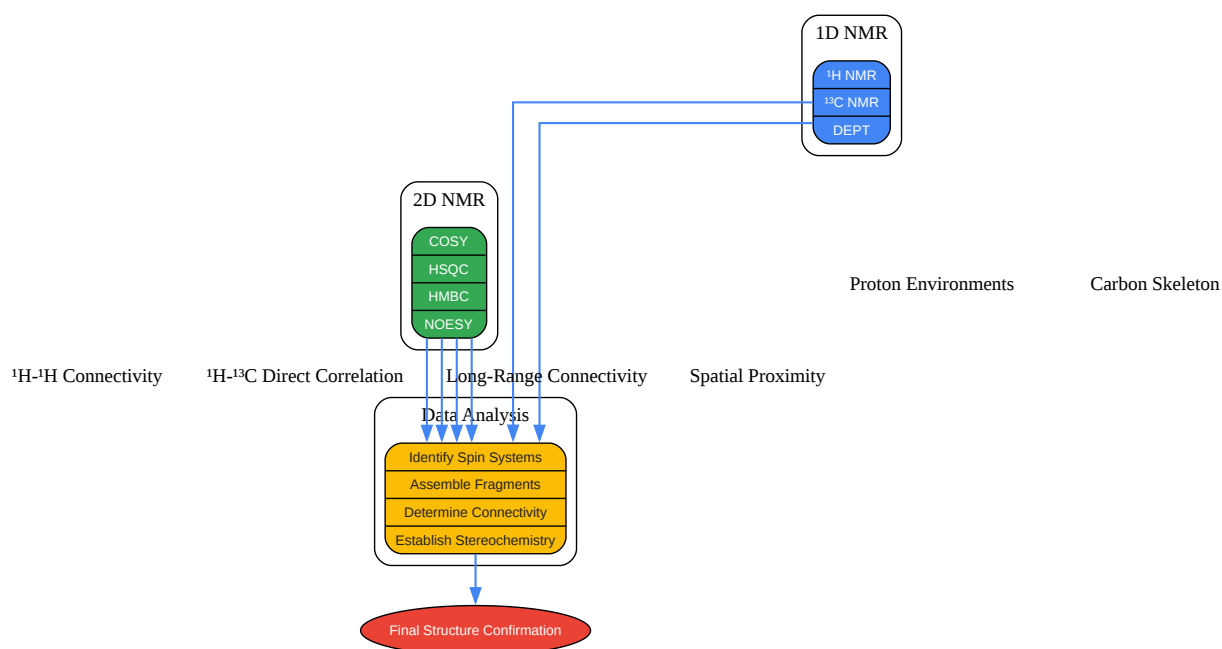 1D NMR
¹H NMR
¹³C NMR
DEPT
2D NMR
COSY
HSQC
HMBC
NOESY
Proton Environments
Carbon Skeleton
¹H-¹H Connectivity
¹H-¹³C Direct Correlation
Long-Range Connectivity
Spatial Proximity
Data Analysis
Identify Spin Systems
Assemble Fragments
Determine Connectivity
Establish Stereochemistry
Final Structure Confirmation